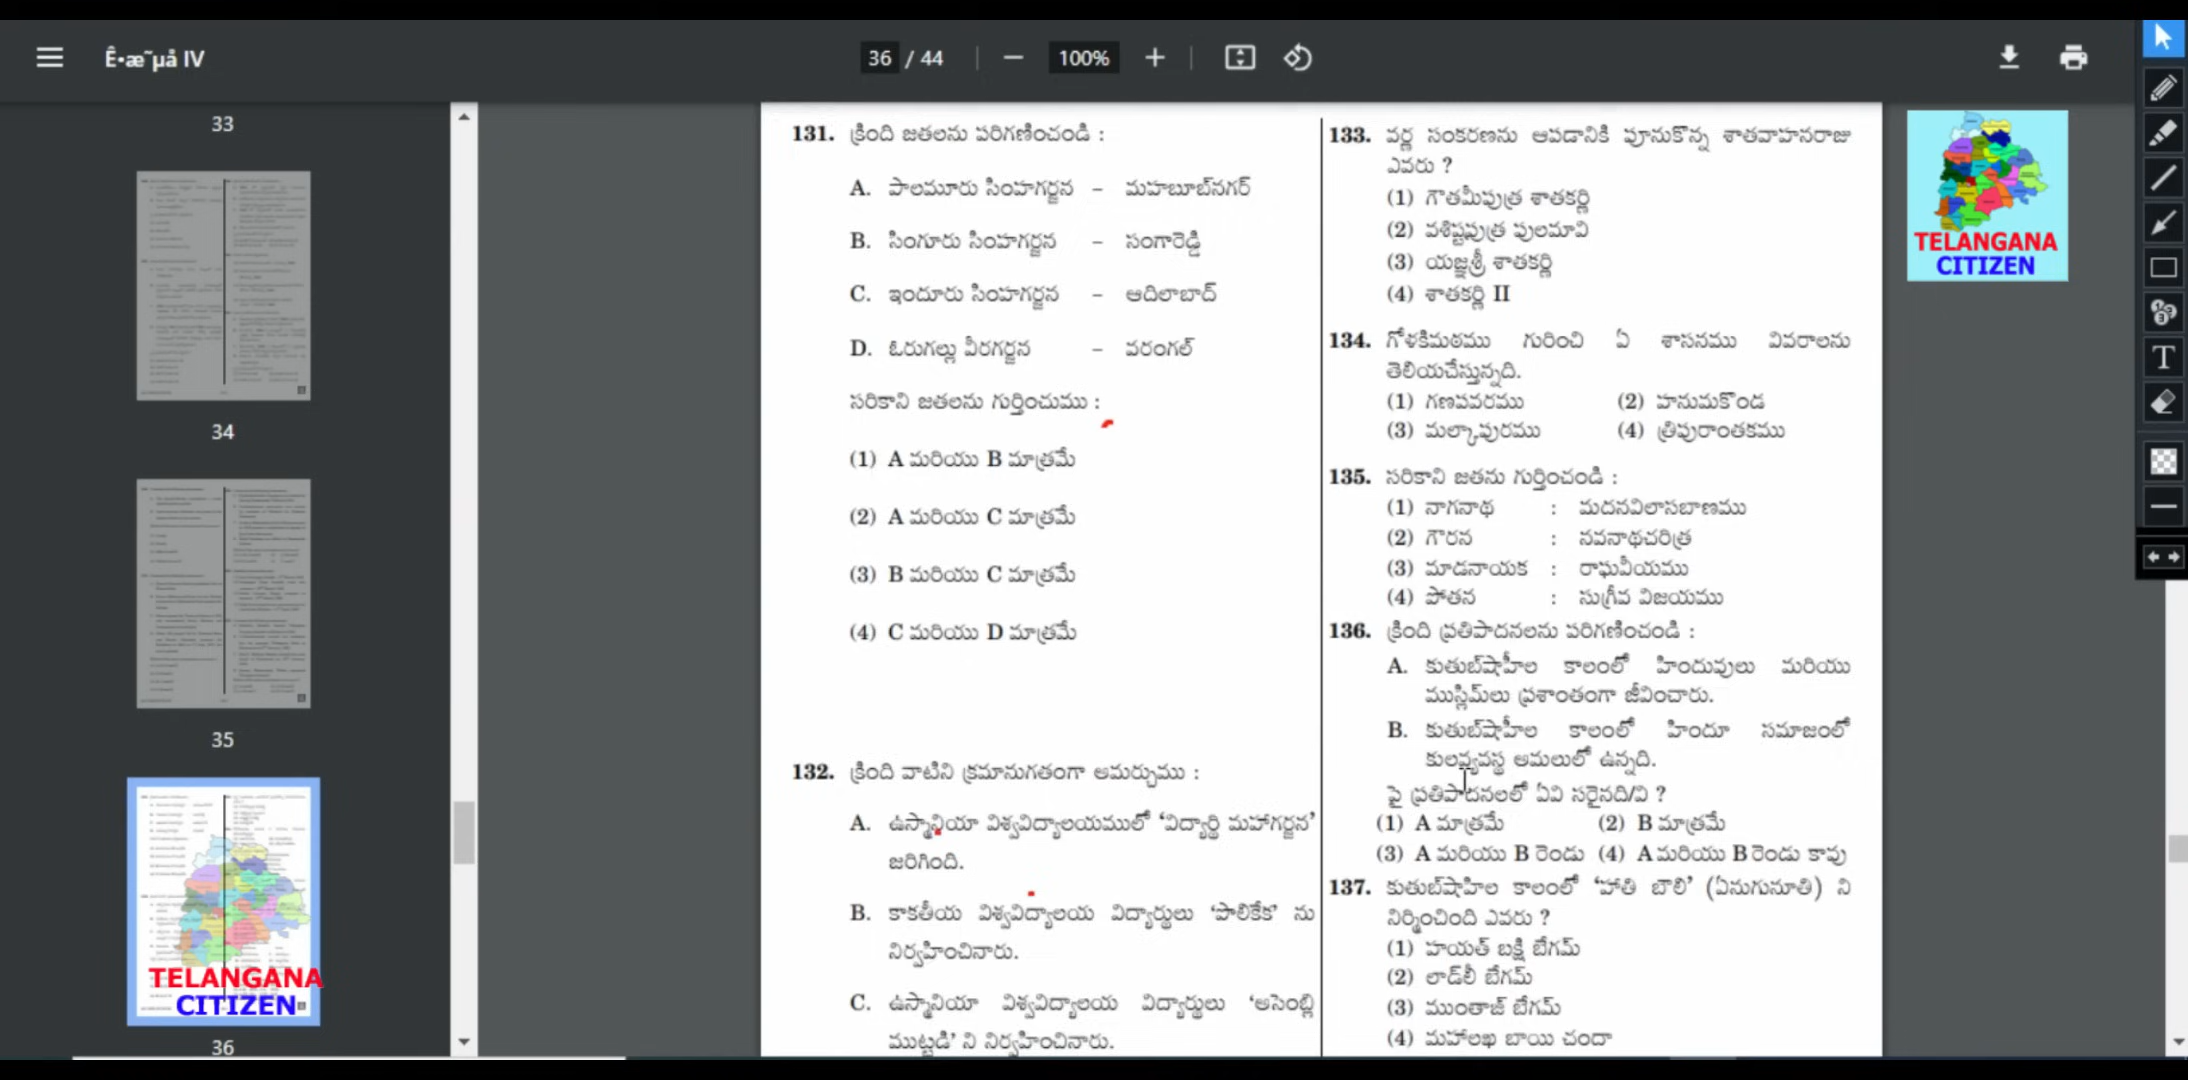 Ê•æ˜µå IV
36 / 44
100%
33
34
35
TELANGANA
CITIZEN
36
131. క్రింది జతలను పరిగణించండి :
A. పాలమూరు సింహగర్జన – మహబూబ్‌నగర్
B. సింగూరు సింహగర్జన – సంగారెడ్డి
C. ఇందూరు సింహగర్జన – ఆదిలాబాద్
D. ఓరుగల్లు వీరగర్జన – వరంగల్
సరికాని జతలను గుర్తించుము :
(1) A మరియు B మాత్రమే
(2) A మరియు C మాత్రమే
(3) B మరియు C మాత్రమే
(4) C మరియు D మాత్రమే
132. క్రింది వాటిని క్రమానుగతంగా అమర్చుము :
A. ఉస్మానియా విశ్వవిద్యాలయములో ‘విద్యార్థి మహాగర్జన’
జరిగింది.
B. కాకతీయ విశ్వవిద్యాలయ విద్యార్థులు ‘పొలికేక’ ను
నిర్వహించినారు.
C. ఉస్మానియా విశ్వవిద్యాలయ విద్యార్థులు ‘అసెంబ్లి
ముట్టడి’ ని నిర్వహించినారు.
133. వర్ణ సంకరణను ఆపడానికి పూనుకొన్న శాతవాహనరాజు
ఎవరు ?
(1) గౌతమీపుత్ర శాతకర్ణి
(2) వశిష్టపుత్ర పులమావి
(3) యజ్ఞశ్రీ శాతకర్ణి
(4) శాతకర్ణి II
134. గోళకిమఠము గురించి ఏ శాసనము వివరాలను
తెలియచేస్తున్నది.
(1) గణపవరము (2) హనుమకొండ
(3) మల్కాపురము (4) త్రిపురాంతకము
135. సరికాని జతను గుర్తించండి :
(1) నాగనాథ : మదనవిలాసబాణము
(2) గౌరన : నవనాథచరిత్ర
(3) మాడనాయక : రాఘవీయము
(4) పోతన : సుగ్రీవ విజయము
136. క్రింది ప్రతిపాదనలను పరిగణించండి :
A. కుతుబ్‌షాహీల కాలంలో హిందువులు మరియు
ముస్లిమ్‌లు ప్రశాంతంగా జీవించారు.
B. కుతుబ్‌షాహీల కాలంలో హిందూ సమాజంలో
కులవ్యవస్థ అమలులో ఉన్నది.
పై ప్రతిపాదనలలో ఏవి సరైనది/వి ?
(1) A మాత్రమే (2) B మాత్రమే
(3) A మరియు B రెండు (4) A మరియు B రెండు కావు
137. కుతుబ్‌షాహిల కాలంలో ‘హాతి బౌలి’ (ఏనుగునూతి) ని
నిర్మించింది ఎవరు ?
(1) హయత్ బక్షి బేగమ్
(2) లాడ్‌లీ బేగమ్
(3) ముంతాజ్ బేగమ్
(4) మహాలఖ బాయి చందా
TELANGANA
CITIZEN
T